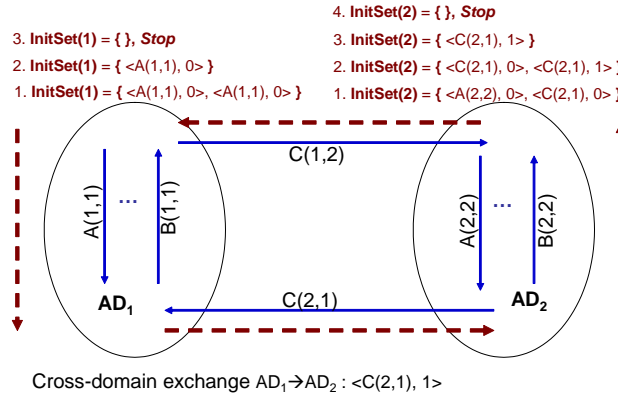 4. InitSet(2) = { }, Stop
3. InitSet(1) = { }, Stop
3. InitSet(2) = { <C(2,1), 1> }
2. InitSet(1) = { <A(1,1), 0> }
2. InitSet(2) = { <C(2,1), 0>, <C(2,1), 1> }
1. InitSet(1) = { <A(1,1), 0>, <A(1,1), 0> }
1. InitSet(2) = { <A(2,2), 0>, <C(2,1), 0> }
C(1,2)
A(1,1)
...
B(1,1)
A(2,2)
...
B(2,2)
AD1
C(2,1)
AD2
Cross-domain exchange AD1→AD2 : <C(2,1), 1>